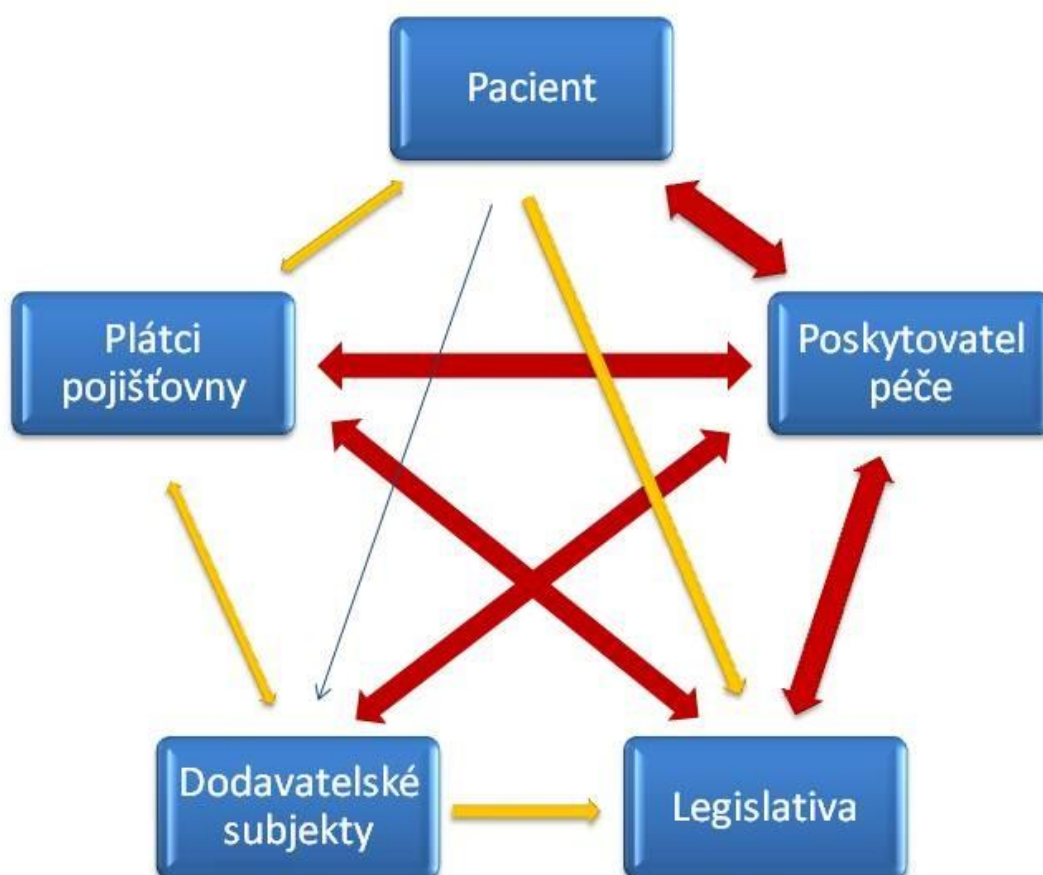 Pacient
Plátci
pojišťovny
Poskytovatel
péče
Dodavatelské
subjekty
Legislativa